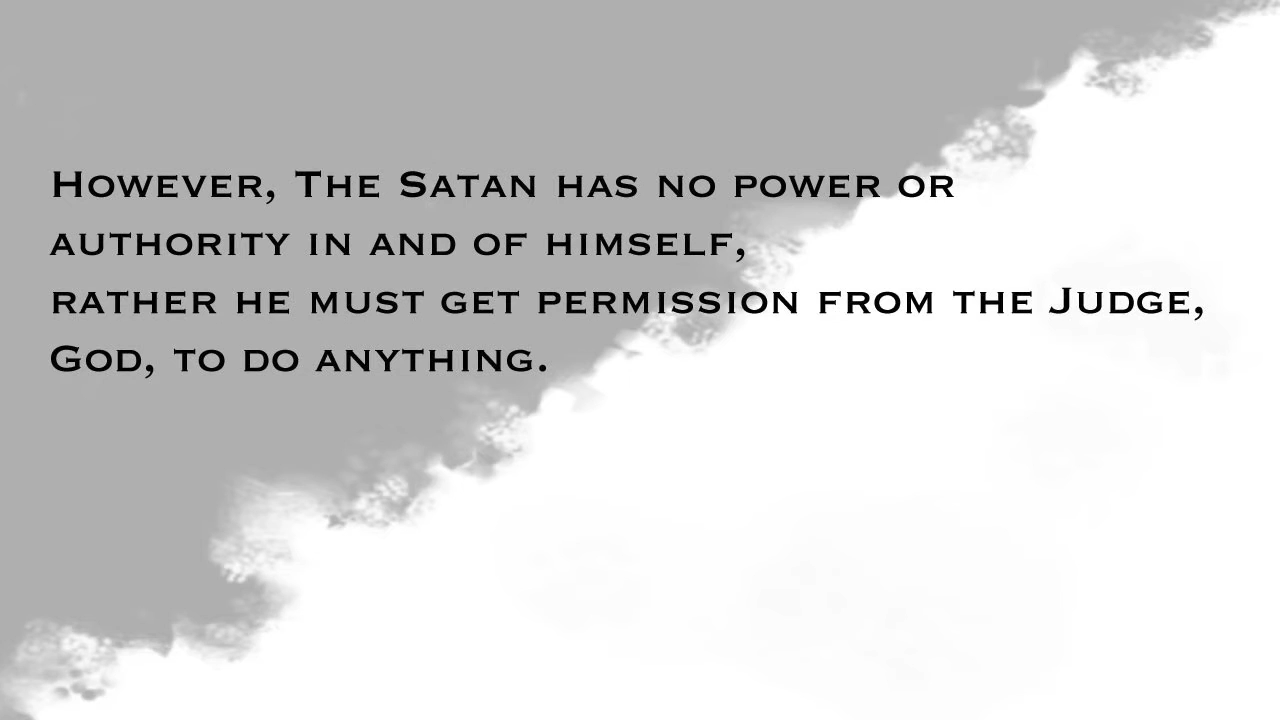 However, The Satan has no power or
authority in and of himself,
rather he must get permission from the Judge,
God, to do anything.